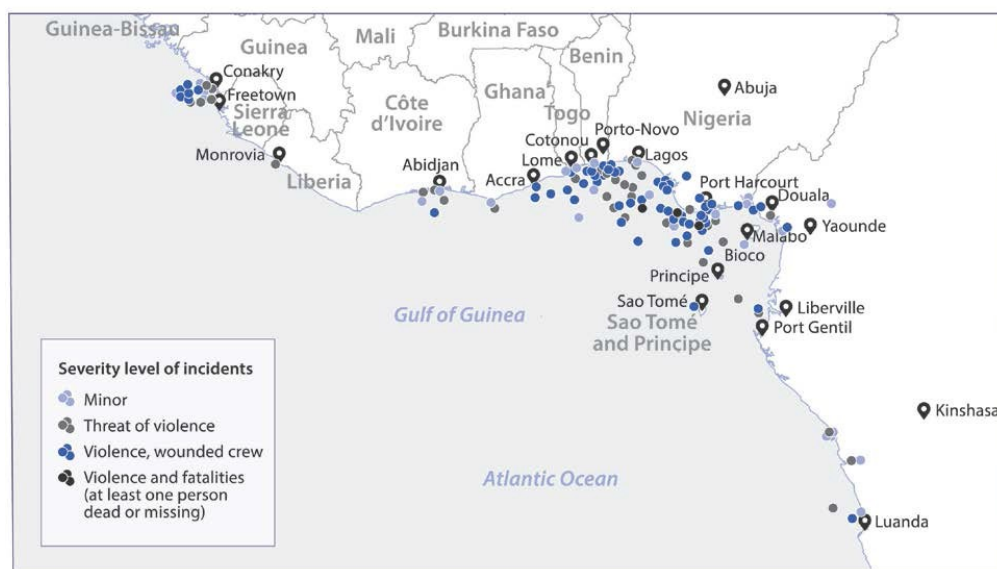 Guinea-Bissau
Guinea
Mali
Burkina Faso
Benin
Conakry
Freetown
Sierra
Leone
Côte
d'Ivoire
Ghana
Togo
Nigeria
Abuja
Porto-Novo
Cotonou
Lome
Lagos
Monrovia
Liberia
Abidjan
Accra
Port Harcourt
Douala
Malabo
Yaounde
Bioco
Principe
Sao Tomé
Sao Tomé
and Principe
Liberville
Port Gentil
Gulf of Guinea
Kinshasa
Atlantic Ocean
Luanda
Severity level of incidents
Minor
Threat of violence
Violence, wounded crew
Violence and fatalities
(at least one person
dead or missing)